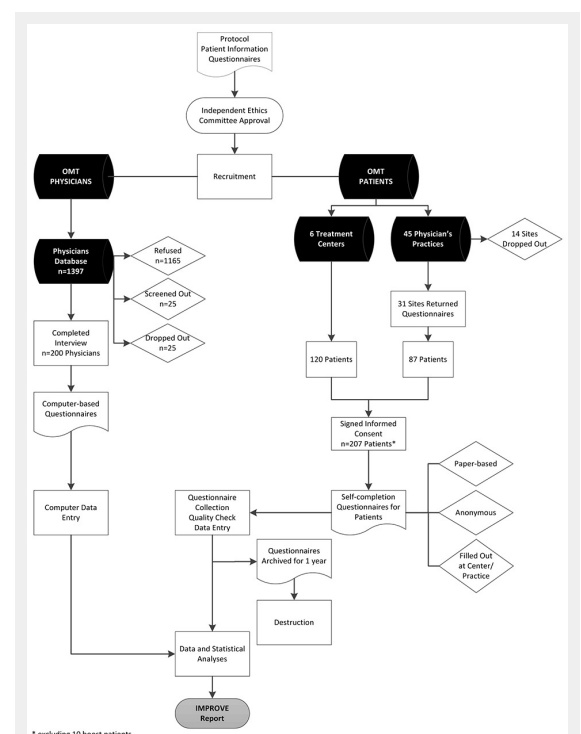 Protocol
Patient Information
Questionnaires
Independent Ethics
Committee Approval
OMT
PHYSICIANS
Recruitment
OMT
PATIENTS
Physicians
Database
n=1397
Refused
n=1165
Screened Out
n=25
Dropped Out
n=25
6 Treatment
Centers
45 Physician's
Practices
14 Sites
Dropped Out
31 Sites Returned
Questionnaires
Completed
Interview
n=200 Physicians
120 Patients
87 Patients
Computer-based
Questionnaires
Signed Informed
Consent
n=207 Patients*
Computer Data
Entry
Questionnaire
Collection
Quality Check
Data Entry
Self-completion
Questionnaires for
Patients
Paper-based
Anonymous
Filled Out
at Center/
Practice
Questionnaires
Archived for 1 year
Destruction
Data and Statistical
Analyses
IMPROVE
Report
* excluding 10 boost patients